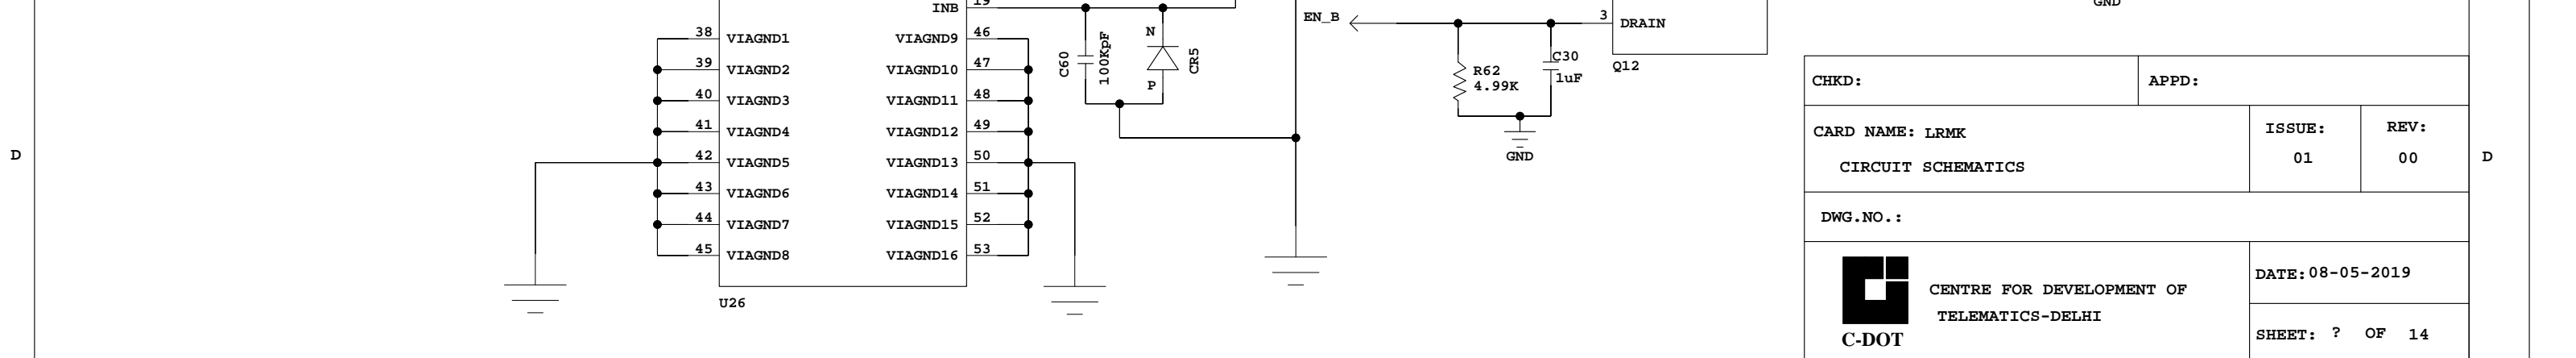 INB 19
GND
EN_B
3 DRAIN
Q12
38 VIAGND1
39 VIAGND2
40 VIAGND3
41 VIAGND4
42 VIAGND5
43 VIAGND6
44 VIAGND7
45 VIAGND8
VIAGND9 46
VIAGND10 47
VIAGND11 48
VIAGND12 49
VIAGND13 50
VIAGND14 51
VIAGND15 52
VIAGND16 53
U26
C60
100KpF
N
P
CR5
R62
4.99K
C30
1uF
GND
D
D
CHKD:
APPD:
CARD NAME: LRMK
CIRCUIT SCHEMATICS
ISSUE:
01
REV:
00
DWG.NO.:
C-DOT
CENTRE FOR DEVELOPMENT OF
TELEMATICS-DELHI
DATE:08-05-2019
SHEET: ? OF 14